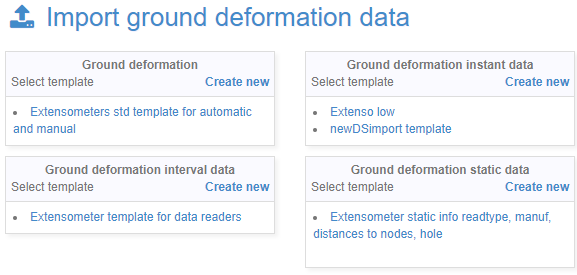 Import ground deformation data
Ground deformation
Select template Create new
• Extensometers std template for automatic
and manual
Ground deformation instant data
Select template Create new
• Extenso low
• newDSimport template
Ground deformation interval data
Select template Create new
• Extensometer template for data readers
Ground deformation static data
Select template Create new
• Extensometer static info readtype, manuf,
distances to nodes, hole